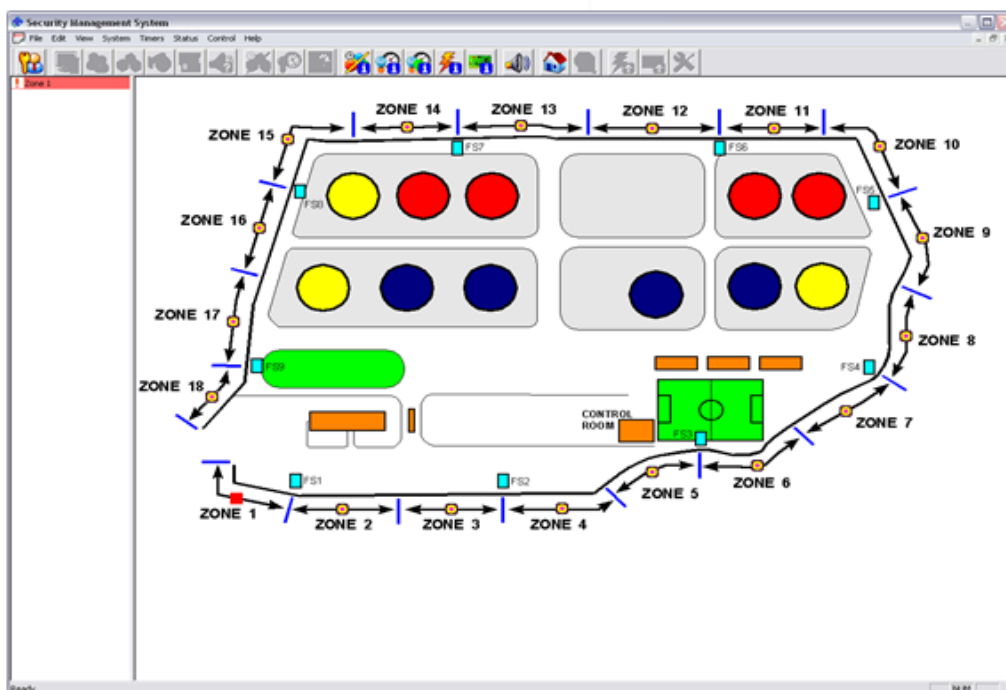 Security Management System
File Edit View System Timers Status Control Help
Zone 1
ZONE 14
ZONE 13
ZONE 12
ZONE 11
ZONE 15
ZONE 10
FS7
FS6
FS8
FS5
ZONE 16
ZONE 9
ZONE 17
ZONE 8
FS9
FS4
ZONE 18
ZONE 7
CONTROL
ROOM
FS3
FS1
FS2
ZONE 6
ZONE 5
ZONE 1
ZONE 2
ZONE 3
ZONE 4
Ready
NUM